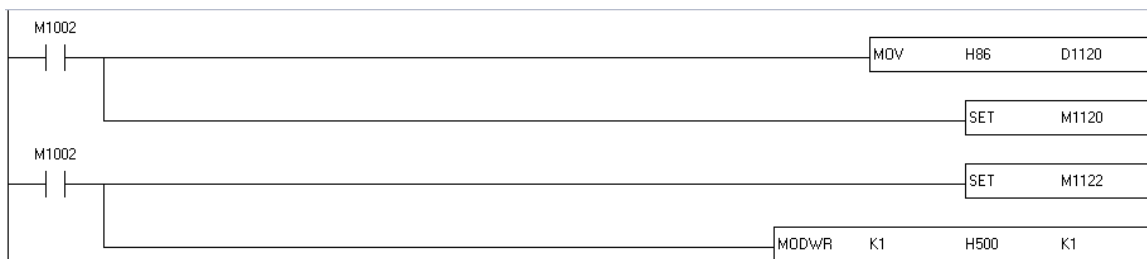 M1002
MOV H86 D1120
SET M1120
M1002
SET M1122
MODWR K1 H500 K1